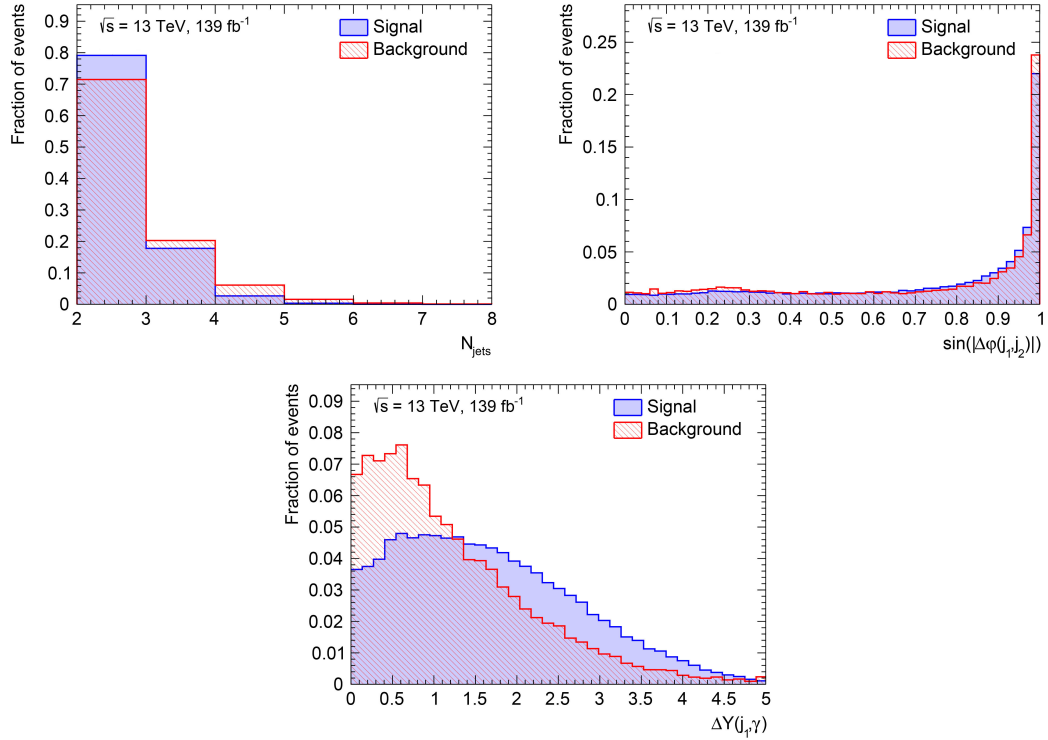 √s = 13 TeV, 139 fb⁻¹
Signal
Background
Fraction of events
0.9
0.8
0.7
0.6
0.5
0.4
0.3
0.2
0.1
0
2 3 4 5 6 7 8
N_jets
√s = 13 TeV, 139 fb⁻¹
Signal
Background
Fraction of events
0.25
0.2
0.15
0.1
0.05
0
0 0.1 0.2 0.3 0.4 0.5 0.6 0.7 0.8 0.9 1
sin(|Δφ(j₁,j₂)|)
√s = 13 TeV, 139 fb⁻¹
Signal
Background
Fraction of events
0.09
0.08
0.07
0.06
0.05
0.04
0.03
0.02
0.01
0
0 0.5 1 1.5 2 2.5 3 3.5 4 4.5 5
ΔY(j₁,γ)